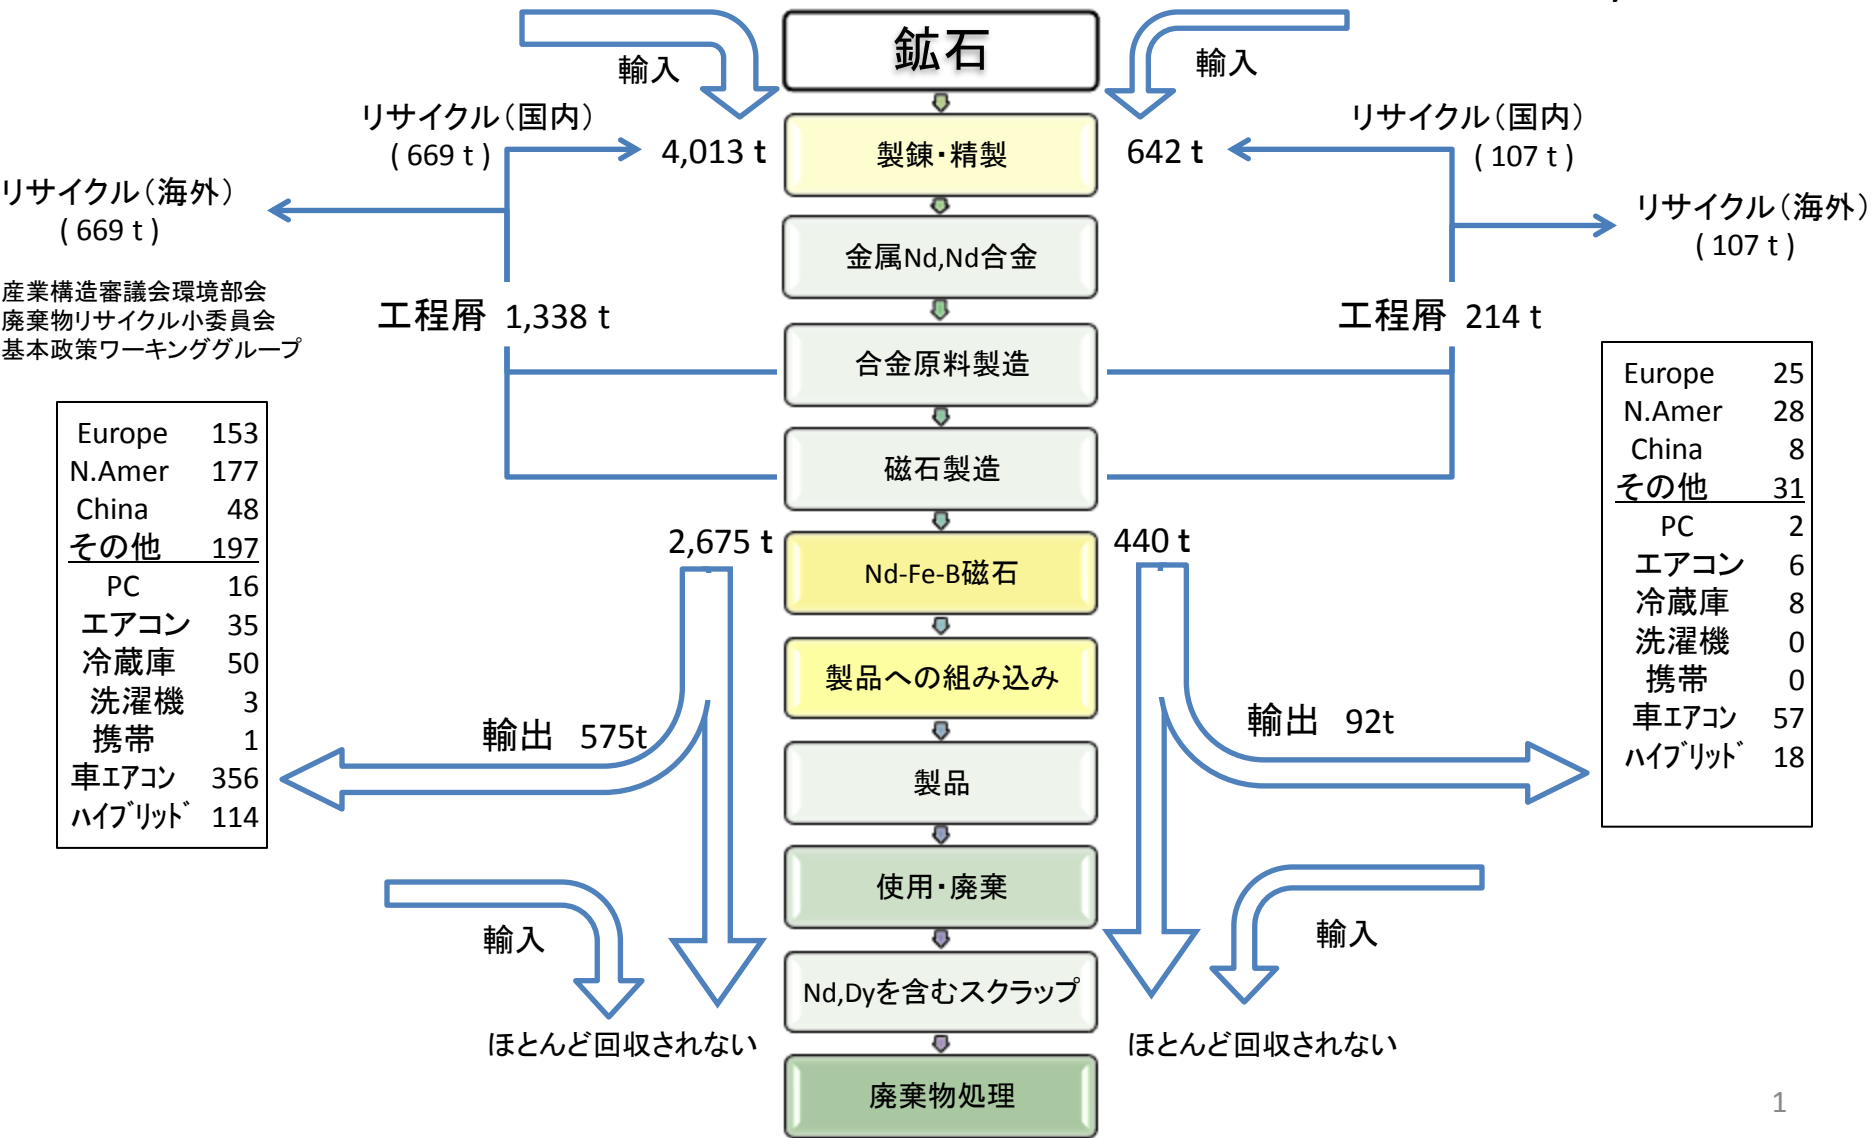 鉱石
輸入
輸入
リサイクル（国内）
( 669 t )
4,013 t
製錬・精製
642 t
リサイクル（国内）
( 107 t )
リサイクル（海外）
( 669 t )
リサイクル（海外）
( 107 t )
金属Nd,Nd合金
産業構造審議会環境部会
廃棄物リサイクル小委員会
基本政策ワーキンググループ
工程屑 1,338 t
工程屑 214 t
合金原料製造
磁石製造
2,675 t
440 t
Nd-Fe-B磁石
製品への組み込み
輸出 575t
輸出 92t
製品
使用・廃棄
輸入
輸入
Nd,Dyを含むスクラップ
ほとんど回収されない
ほとんど回収されない
廃棄物処理
Europe 153
N.Amer 177
China 48
その他 197
PC 16
エアコン 35
冷蔵庫 50
洗濯機 3
携帯 1
車エアコン 356
ハイブリッド 114
Europe 25
N.Amer 28
China 8
その他 31
PC 2
エアコン 6
冷蔵庫 8
洗濯機 0
携帯 0
車エアコン 57
ハイブリッド 18
1